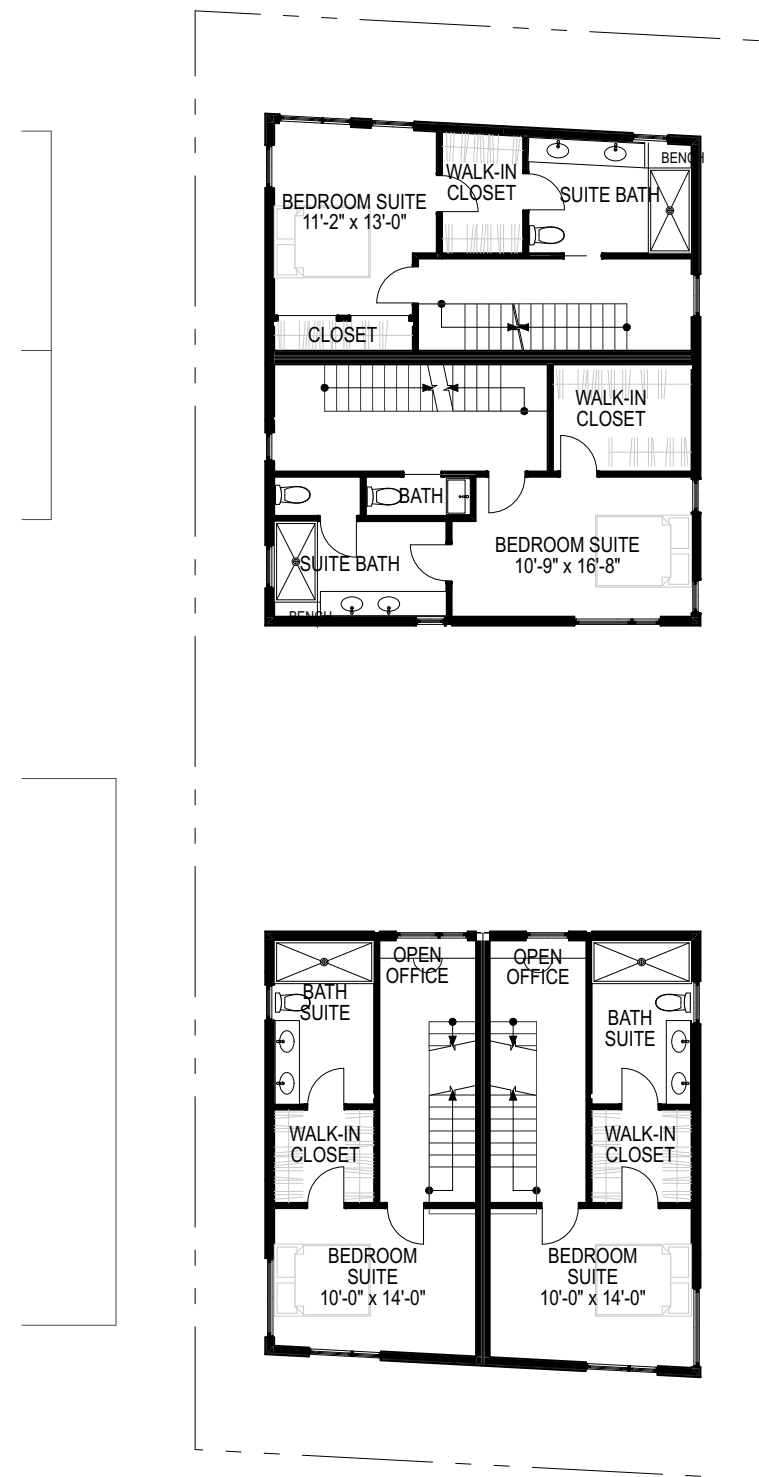 WALK-IN
CLOSET
BENCH
BEDROOM SUITE
11'-2" x 13'-0"
SUITE BATH
CLOSET
WALK-IN
CLOSET
BATH
BEDROOM SUITE
10'-9" x 16'-8"
SUITE BATH
BENCH
OPEN
OFFICE
OPEN
OFFICE
BATH
SUITE
BATH
SUITE
WALK-IN
CLOSET
WALK-IN
CLOSET
BEDROOM
SUITE
10'-0" x 14'-0"
BEDROOM
SUITE
10'-0" x 14'-0"